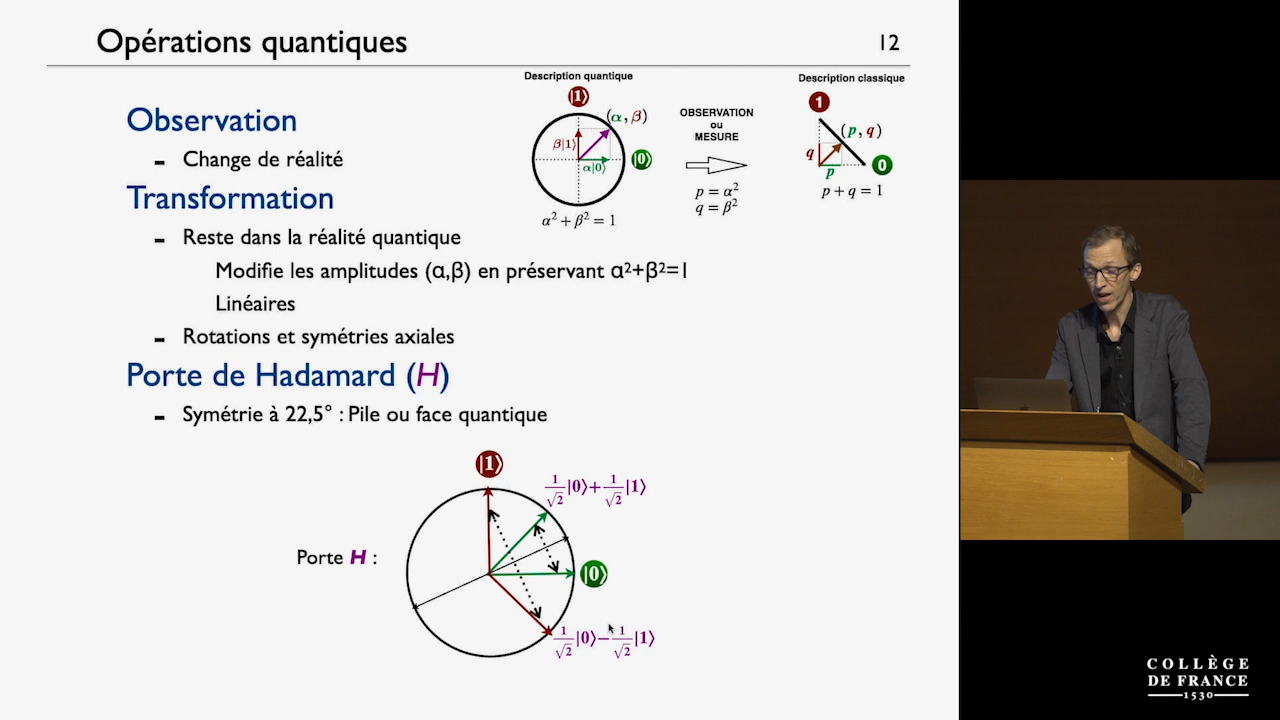 Opérations quantiques
12
Description quantique
Description classique
|1⟩
1
Observation
(α, β)
OBSERVATION
ou
MESURE
(p, q)
β|1⟩
|0⟩
q
0
- Change de réalité
α|0⟩
p
Transformation
p = α²
q = β²
p + q = 1
α² + β² = 1
- Reste dans la réalité quantique
Modifie les amplitudes (α,β) en préservant α²+β²=1
Linéaires
- Rotations et symétries axiales
Porte de Hadamard (H)
- Symétrie à 22,5° : Pile ou face quantique
|1⟩
1/√2|0⟩+1/√2|1⟩
Porte H :
|0⟩
1/√2|0⟩−1/√2|1⟩
COLLÈGE
DE FRANCE
1530